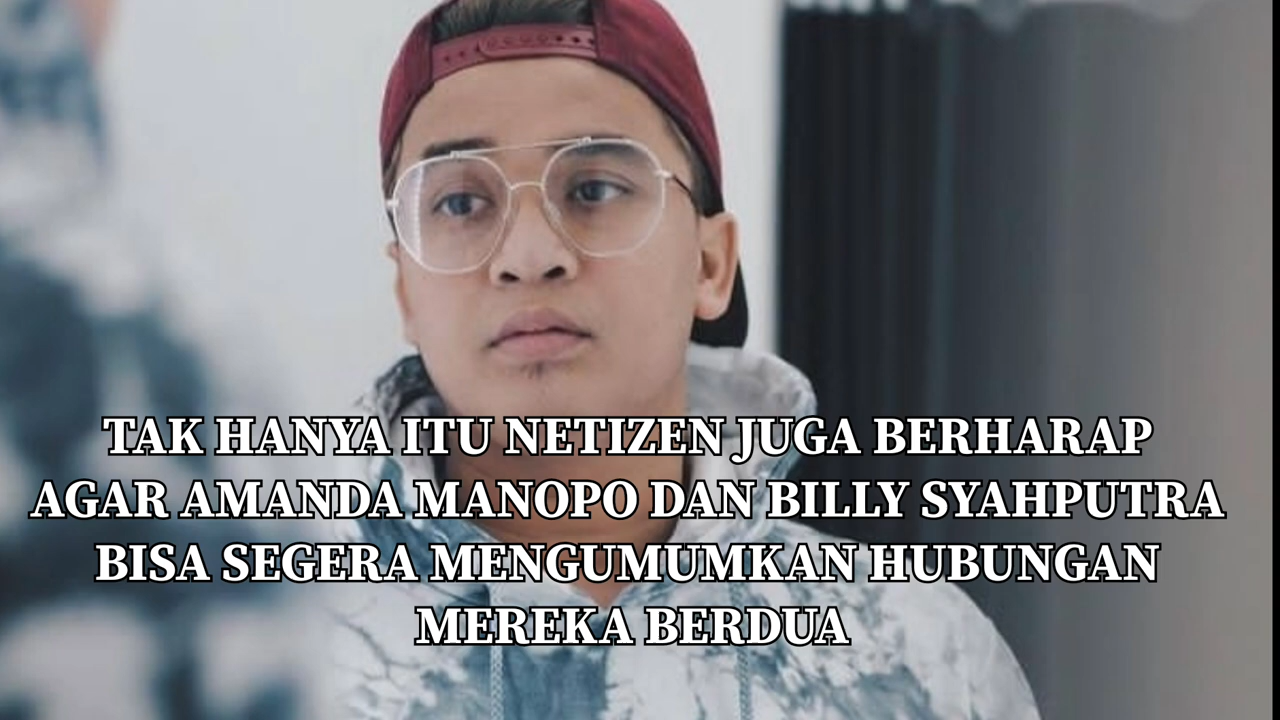 TAK HANYA ITU NETIZEN JUGA BERHARAP
AGAR AMANDA MANOPO DAN BILLY SYAHPUTRA
BISA SEGERA MENGUMUMKAN HUBUNGAN
MEREKA BERDUA